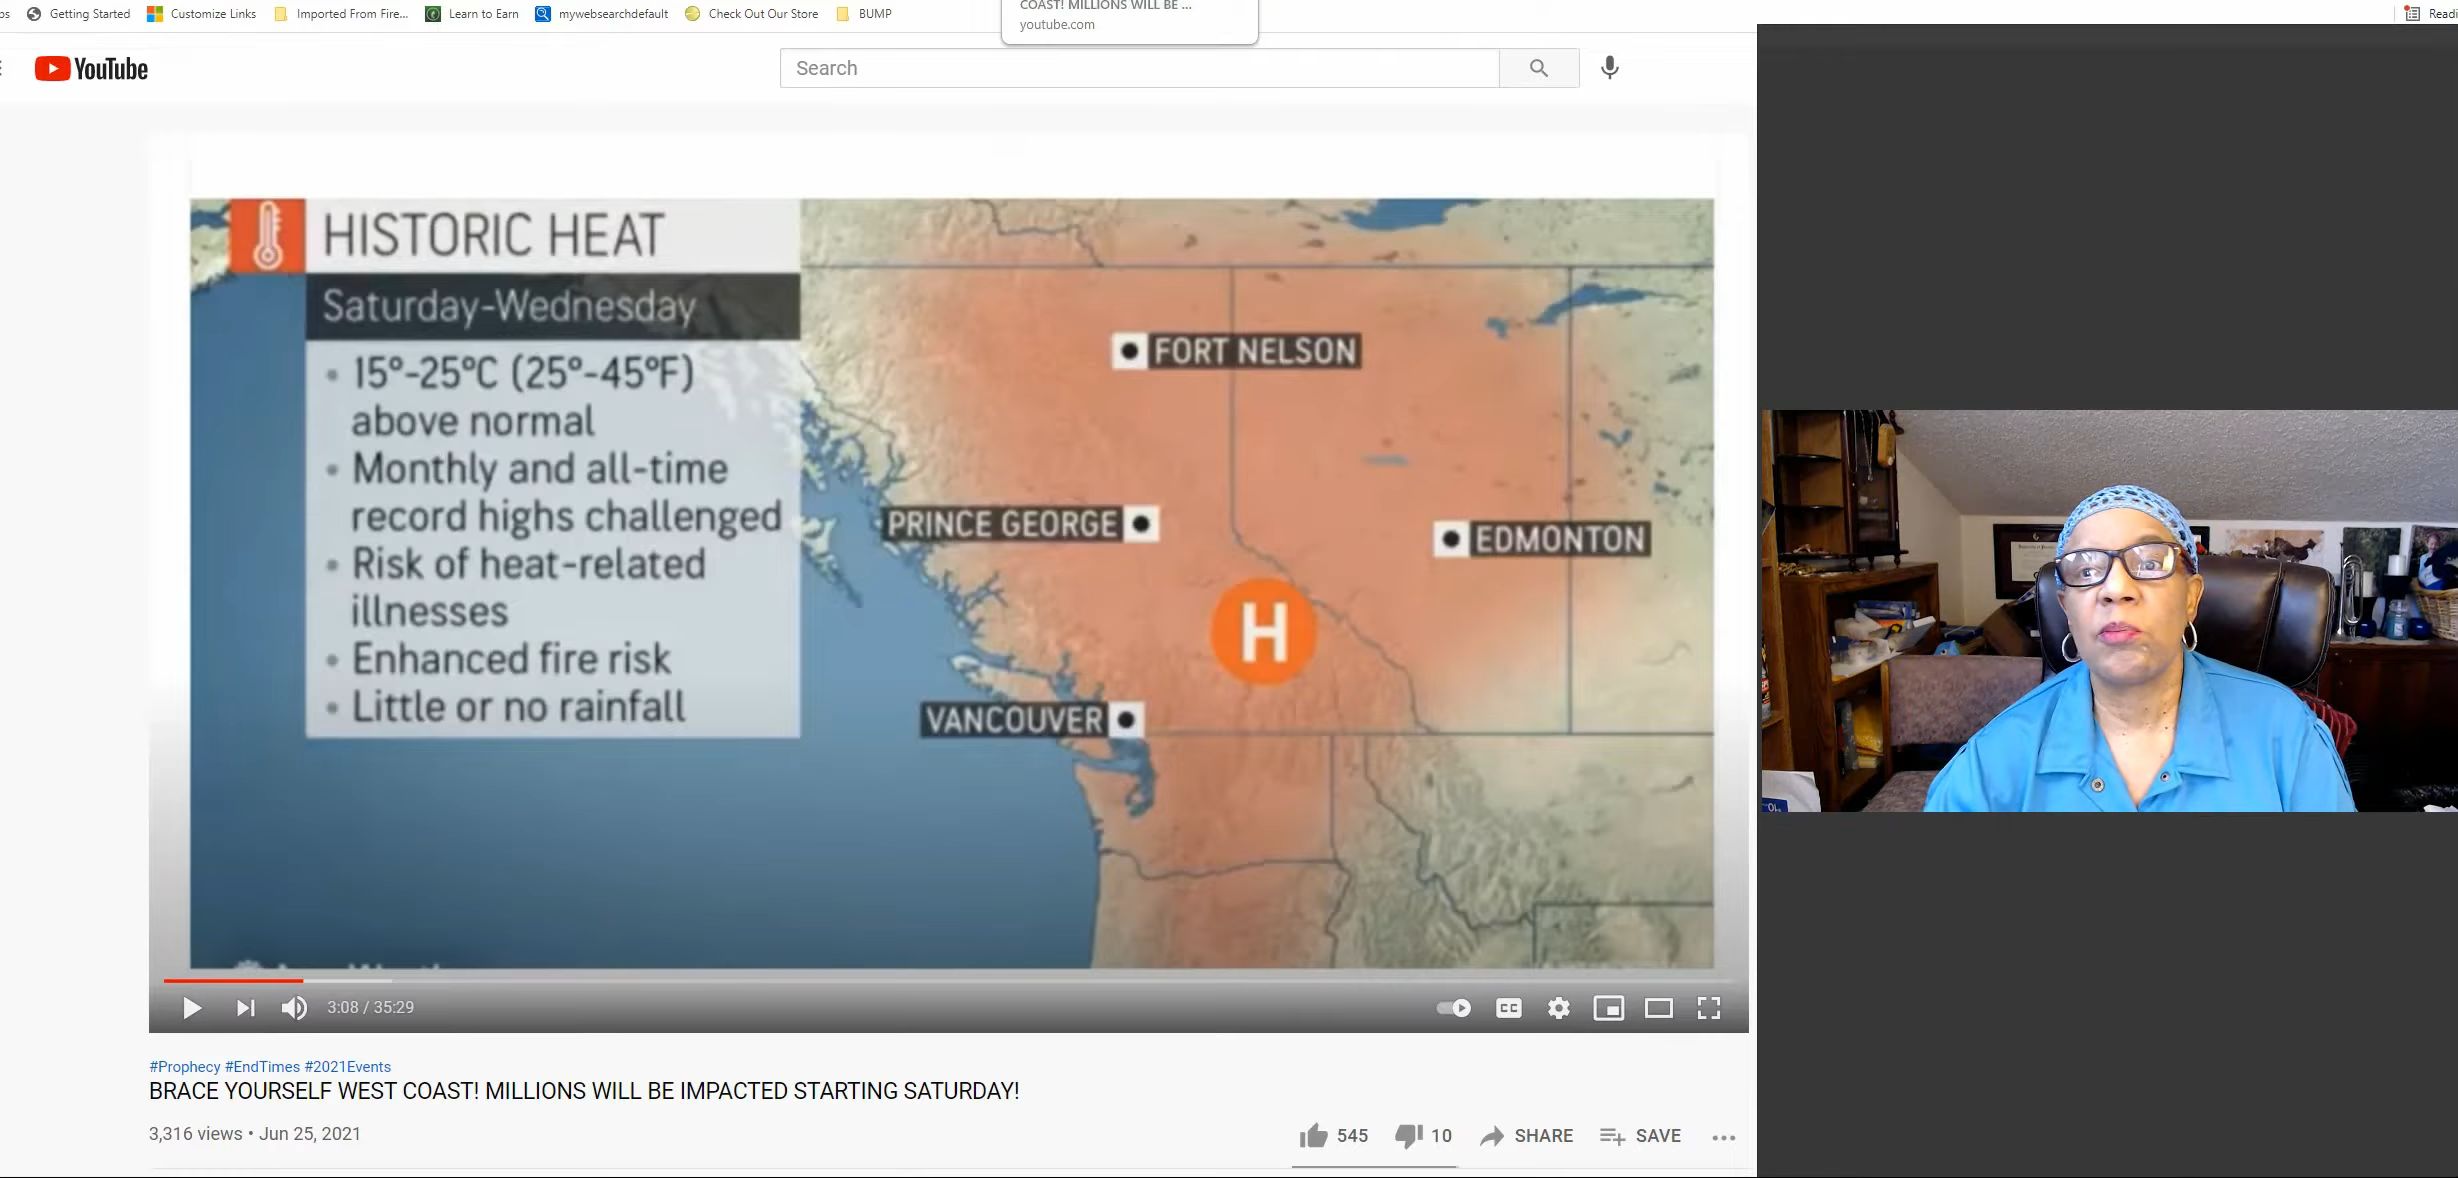 Getting Started
Customize Links
Imported From Fire...
Learn to Earn
mywebsearchdefault
Check Out Our Store
BUMP
COAST! MILLIONS WILL BE ...
youtube.com
YouTube
Search
HISTORIC HEAT
Saturday-Wednesday
• 15°-25°C (25°-45°F)
above normal
• Monthly and all-time
record highs challenged
• Risk of heat-related
illnesses
• Enhanced fire risk
• Little or no rainfall
FORT NELSON
PRINCE GEORGE
EDMONTON
H
VANCOUVER
3:08 / 35:29
CC
#Prophecy #EndTimes #2021Events
BRACE YOURSELF WEST COAST! MILLIONS WILL BE IMPACTED STARTING SATURDAY!
3,316 views • Jun 25, 2021
545
10
SHARE
SAVE